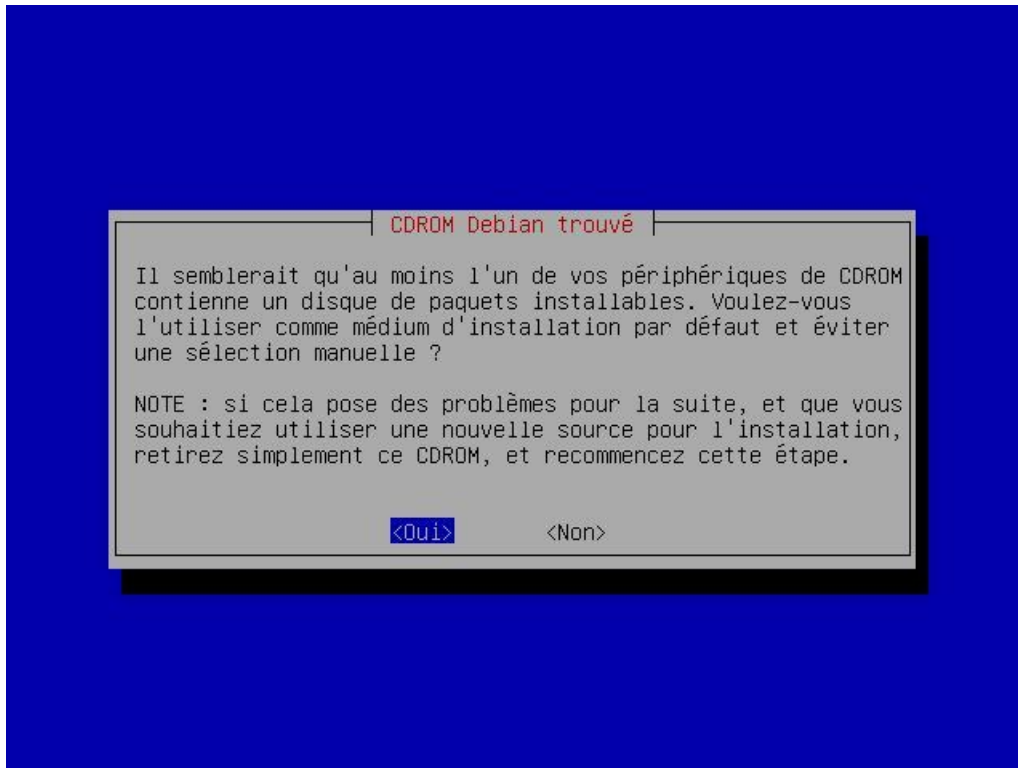 CDROM Debian trouvé
Il semblerait qu'au moins l'un de vos périphériques de CDROM
contienne un disque de paquets installables. Voulez-vous
l'utiliser comme médium d'installation par défaut et éviter
une sélection manuelle ?
NOTE : si cela pose des problèmes pour la suite, et que vous
souhaitiez utiliser une nouvelle source pour l'installation,
retirez simplement ce CDROM, et recommencez cette étape.
<Oui> <Non>